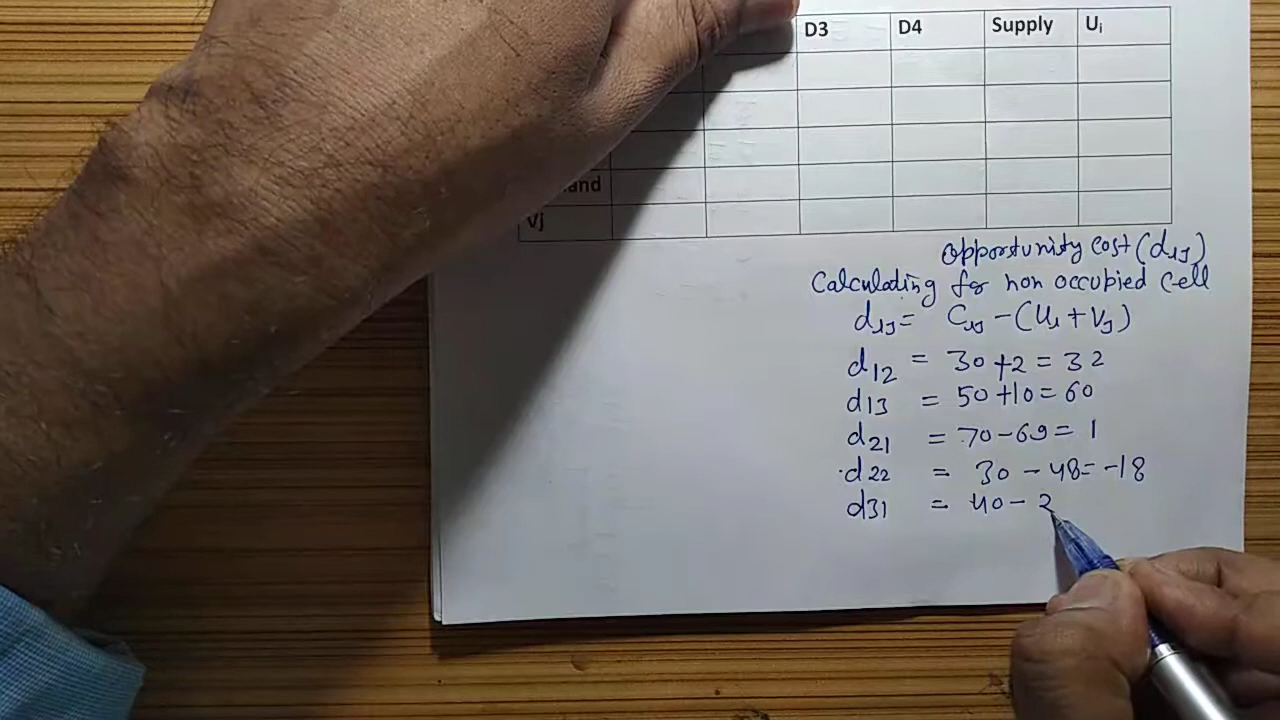 D3 D4 Supply Ui
and
Vj
Opportunity cost (dij)
Calculating for non occupied cell
dij = Cij - (Ui + Vj)
d12 = 30 + 2 = 32
d13 = 50 + 10 = 60
d21 = 70 - 69 = 1
d22 = 30 - 48 = -18
d31 = 40 - 2